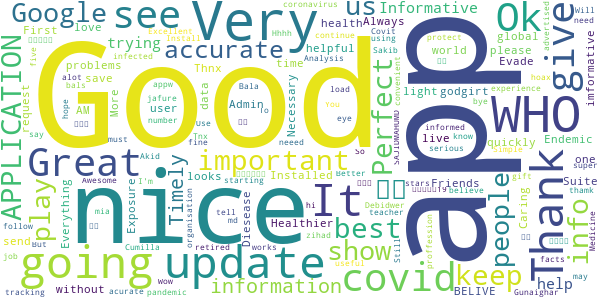 Good
app
nice
Very
WHO
Google
see
us
Ok
give
Informative
health
Always
coronavirus
First
love
trying
accurate
helpful
Perfect
update
going
Great
important
It
Thank
best
show
covid
keep
people
info
information
APPLICATION
play
Timely
Exposure
Everything
Necessary
Admin
user
data
time
Thnx
problems
save
More
request
AM
Excellent
Install
continue
Hhhh
Analysis
Covit
using
Sakib
protect
world
global
please
Evade
informative
advertised
Will
need
hoax
experience
convenient
light
godgirt
bye
informed
live
know
serious
quickly
Endemic
simple
one
super
Suite
thank
Friends
stars
believe
gift
Caring
facts
may
Medicine
help
job
BELIVE
Gunaighar
proffession
teacher
Debidwer
Still
useful
retired
works
zihad
tell
md
hi
Healthier
Diesease
organisation
starting
looks
Installed
neeed
Better
You
So
To
load
eye
Bala
jafure
number
appw
Use
Tnx
fine
Akid
I'm
Awesome
mia
Cumilla
without
acurate
pandemic
wow
tracking
follow
send
But
say
must
hope
alot
bals
infected
five
SAJIDMAHUMD